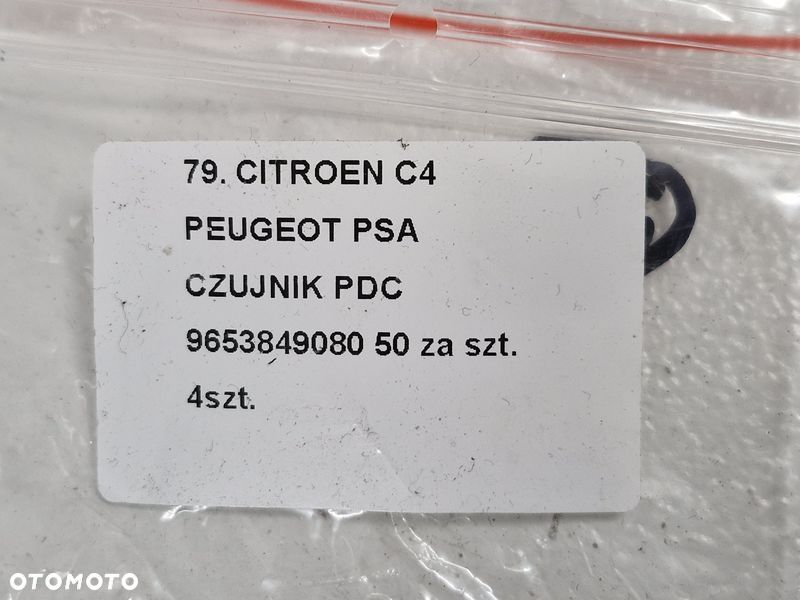 79. CITROEN C4
PEUGEOT PSA
CZUJNIK PDC
9653849080 50 za szt.
4szt.
OTOMOTO